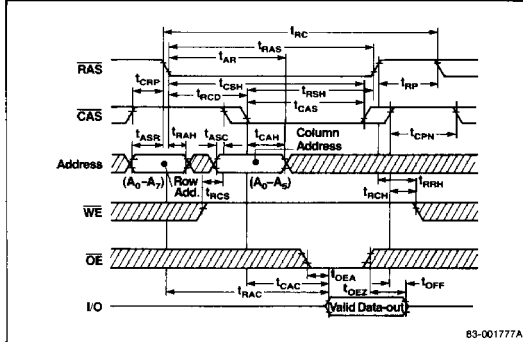 tRC
tRAS
tAR
RAS
tCRP
tCSH
tRP
tRCD
tRSH
CAS
tCAS
tCPN
tASR
tRAH
tASC
tCAH
Column
Address
Address
(A0–A7)
Row
Add.
(A0–A5)
tRCS
tRRH
tRCH
WE
OE
tOEA
tCAC
tOEZ
tOFF
tRAC
I/O
Valid Data-out
83-001777A